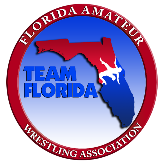 FLORIDA AMATEUR
TEAM
FLORIDA
WRESTLING ASSOCIATION